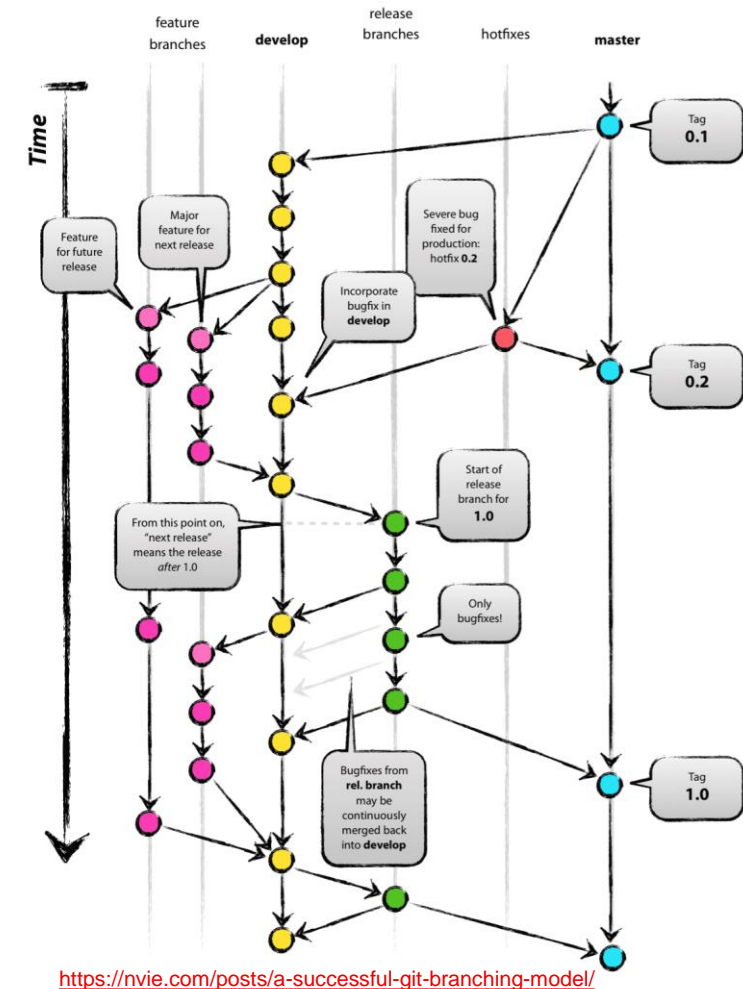 feature
branches
develop
release
branches
hotfixes
master
Time
Tag
0.1
Major
feature for
next release
Severe bug
fixed for
production:
hotfix 0.2
Feature
for future
release
Incorporate
bugfix in
develop
Tag
0.2
Start of
release
branch for
1.0
From this point on,
"next release"
means the release
after 1.0
Only
bugfixes!
Bugfixes from
rel. branch
may be
continuously
merged back
into develop
Tag
1.0
https://nvie.com/posts/a-successful-git-branching-model/